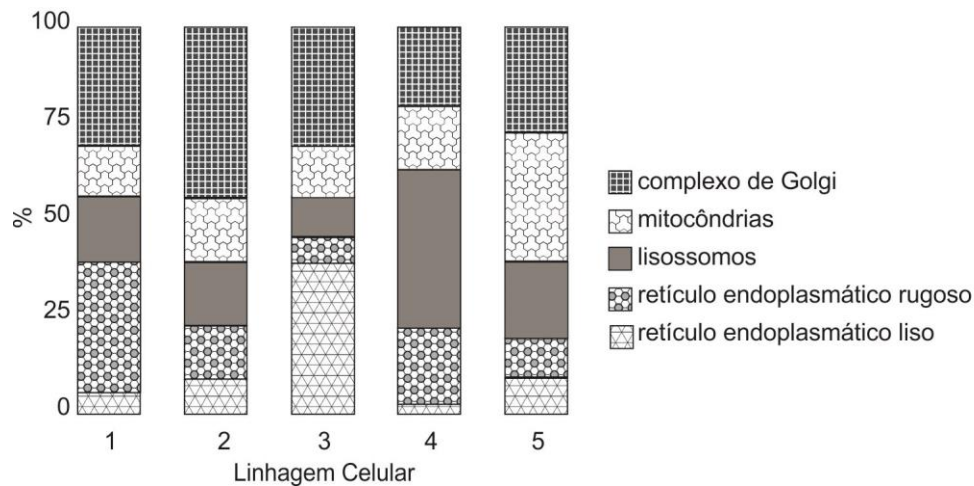 100
75
50
25
0
%
1 2 3 4 5
Linhagem Celular
complexo de Golgi
mitocôndrias
lisossomos
retículo endoplasmático rugoso
retículo endoplasmático liso